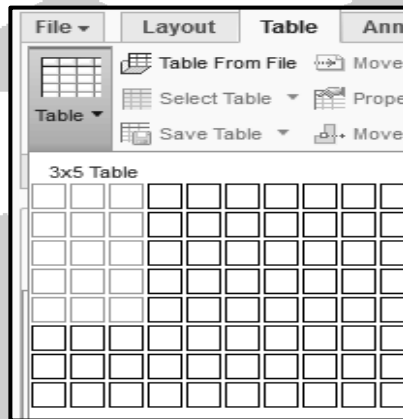 File Layout Table Ann
Table From File Move
Select Table Prope
Table
Save Table Move
3x5 Table